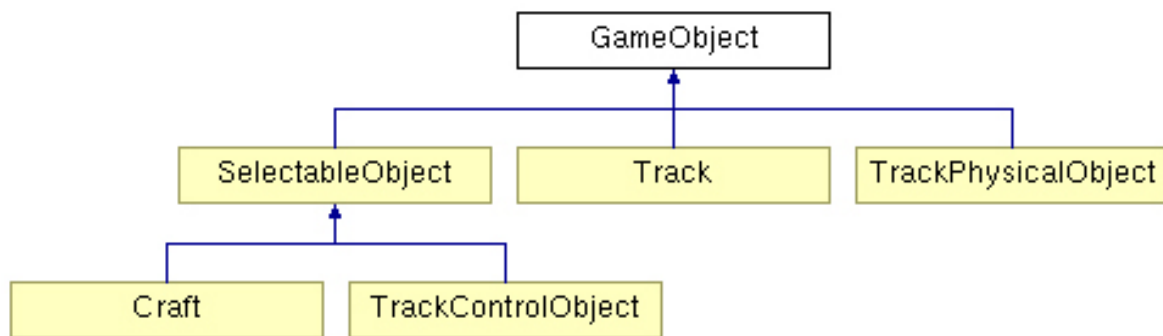 GameObject
SelectableObject
Track
TrackPhysicalObject
Craft
TrackControlObject